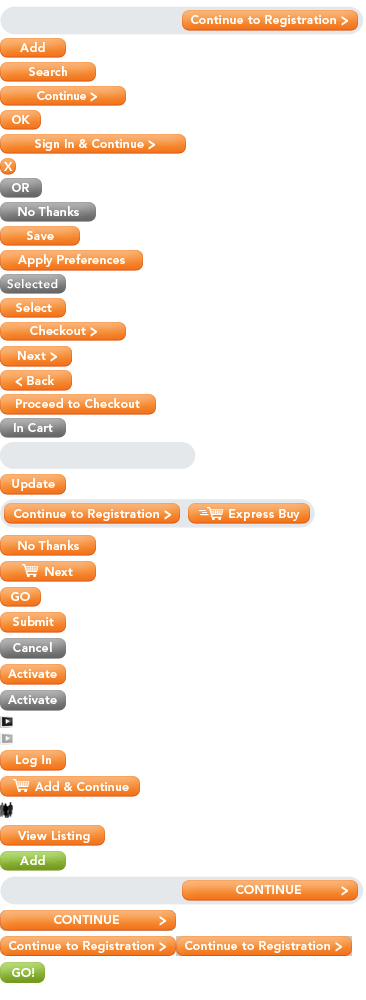 Continue to Registration >
Add
Search
Continue >
OK
Sign In & Continue >
X
OR
No Thanks
Save
Apply Preferences
Selected
Select
Checkout >
Next >
< Back
Proceed to Checkout
In Cart
Update
Continue to Registration > Express Buy
No Thanks
Next
GO
Submit
Cancel
Activate
Activate
Log In
Add & Continue
View Listing
Add
CONTINUE >
CONTINUE >
Continue to Registration > Continue to Registration >
GO!